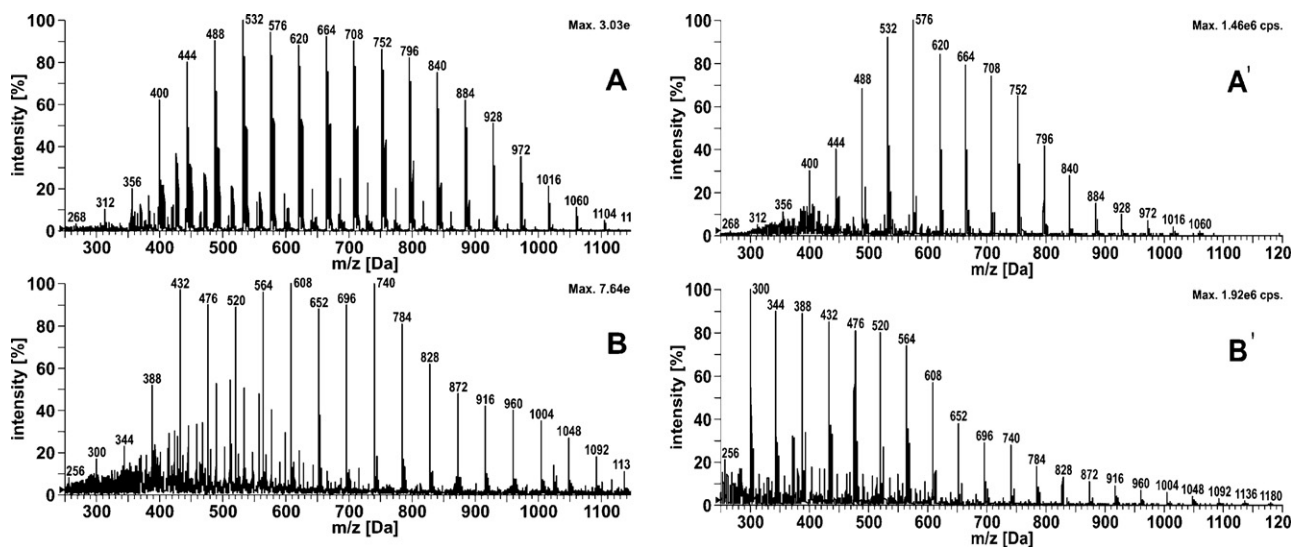 Max. 3.03e
A
intensity [%]
100
80
60
40
20
0
268 312 356 400 444 488 532 576 620 664 708 752 796 840 884 928 972 1016 1060 1104 11
300 400 500 600 700 800 900 1000 1100
m/z [Da]
Max. 1.46e6 cps.
A'
intensity [%]
100
80
60
40
20
0
268 312 356 400 444 488 532 576 620 664 708 752 796 840 884 928 972 1016 1060
300 400 500 600 700 800 900 1000 1100 120
m/z [Da]
Max. 7.64e
B
intensity [%]
100
80
60
40
20
0
256 300 344 388 432 476 520 564 608 652 696 740 784 828 872 916 960 1004 1048 1092 113
300 400 500 600 700 800 900 1000 1100
m/z [Da]
Max. 1.92e6 cps.
B'
intensity [%]
100
80
60
40
20
0
256 300 344 388 432 476 520 564 608 652 696 740 784 828 872 916 960 1004 1048 1092 1136 1180
300 400 500 600 700 800 900 1000 1100 120
m/z [Da]